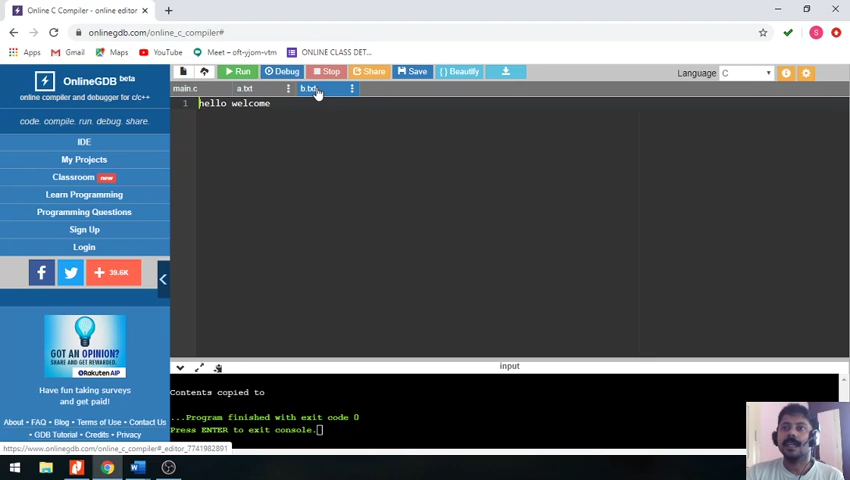 Online C Compiler - online editor
onlinegdb.com/online_c_compiler#
Apps Gmail Maps YouTube Meet – oft-yjom-vtm ONLINE CLASS DET...
OnlineGDB beta
online compiler and debugger for c/c++
code. compile. run. debug. share.
IDE
My Projects
Classroom new
Learn Programming
Programming Questions
Sign Up
Login
f + 39.6K
GOT AN OPINION?
SHARE AND GET REWARDED.
Rakuten AIP
Have fun taking surveys
and get paid!
About • FAQ • Blog • Terms of Use • Contact Us
• GDB Tutorial • Credits • Privacy
https://www.onlinegdb.com/online_c_compiler#_editor_7741982891
Run Debug Stop Share Save { } Beautify
Language C
main.c a.txt b.txt
1 hello welcome
input
Contents copied to
...Program finished with exit code 0
Press ENTER to exit console.
S